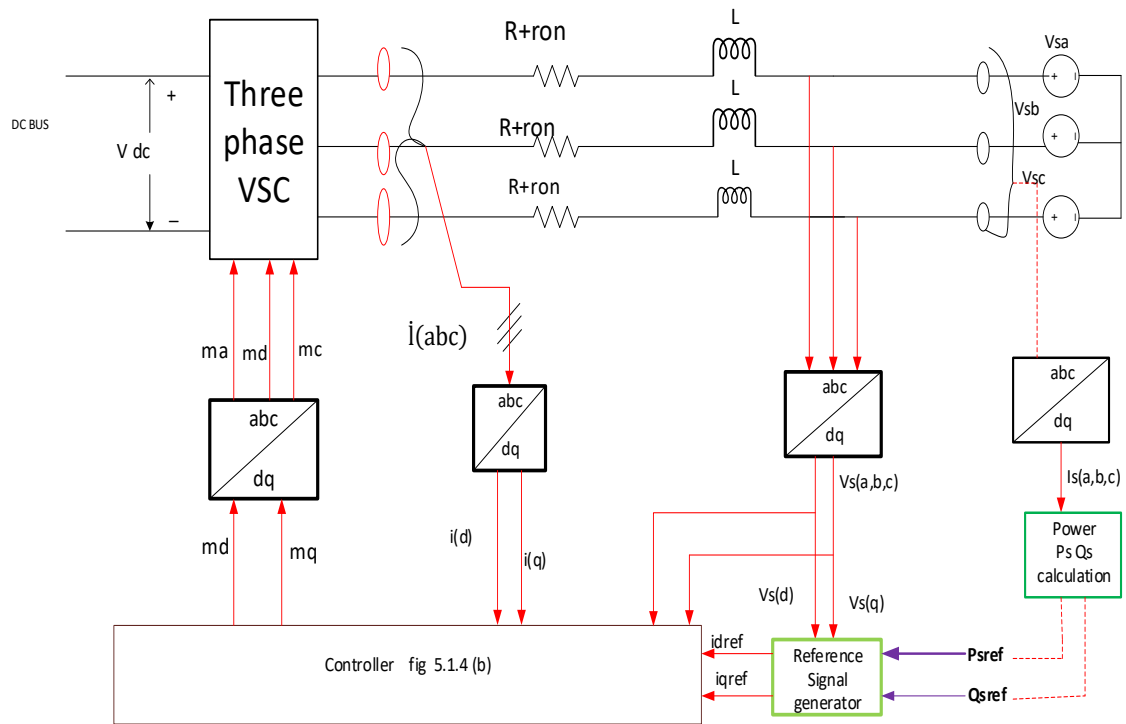 R+ron
L
Vsa
+
Three
phase
VSC
+
-
DC BUS
V dc
R+ron
L
Vsb
+
-
R+ron
L
Vsc
−
+
-
i(abc)
ma
md
mc
abc
dq
abc
dq
abc
dq
abc
dq
Vs(a,b,c)
Is(a,b,c)
md
mq
i(d)
i(q)
Power
Ps Qs
calculation
Vs(d)
Vs(q)
Controller fig 5.1.4 (b)
idref
iqref
Reference
Signal
generator
Psref
Qsref